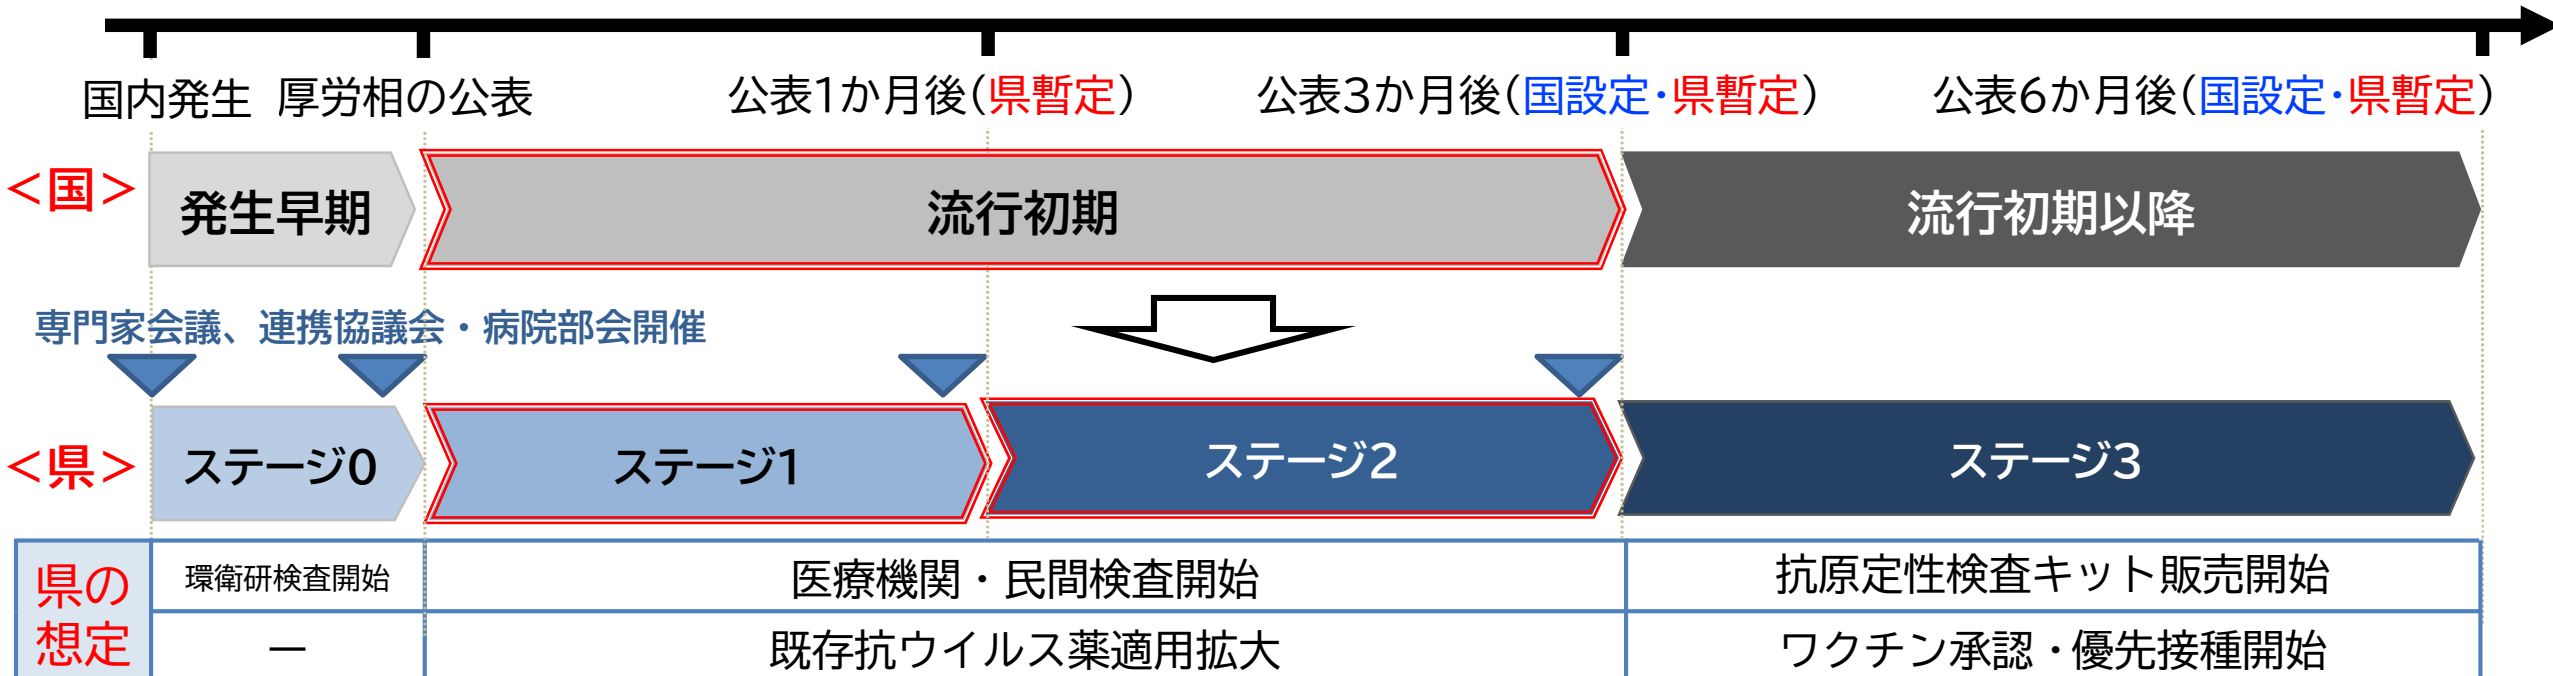 国内発生 厚労相の公表 公表1か月後(県暫定) 公表3か月後(国設定・県暫定) 公表6か月後(国設定・県暫定)
<国> 発生早期 流行初期 流行初期以降
専門家会議、連携協議会・病院部会開催
<県> ステージ0 ステージ1 ステージ2 ステージ3
県の想定
環衛研検査開始 医療機関・民間検査開始 抗原定性検査キット販売開始
ー 既存抗ウイルス薬適用拡大 ワクチン承認・優先接種開始